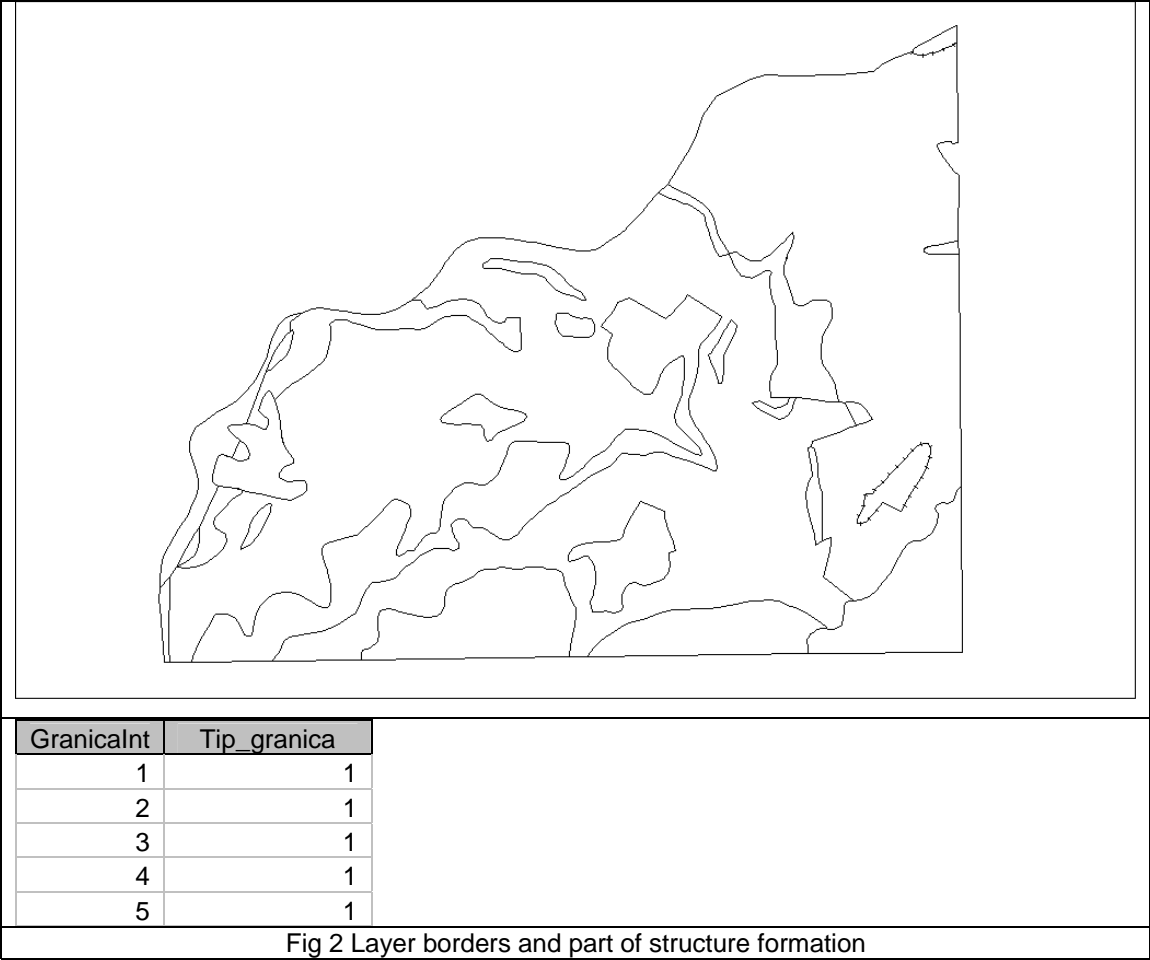 GranicaInt Tip_granica
1 1
2 1
3 1
4 1
5 1
Fig 2 Layer borders and part of structure formation